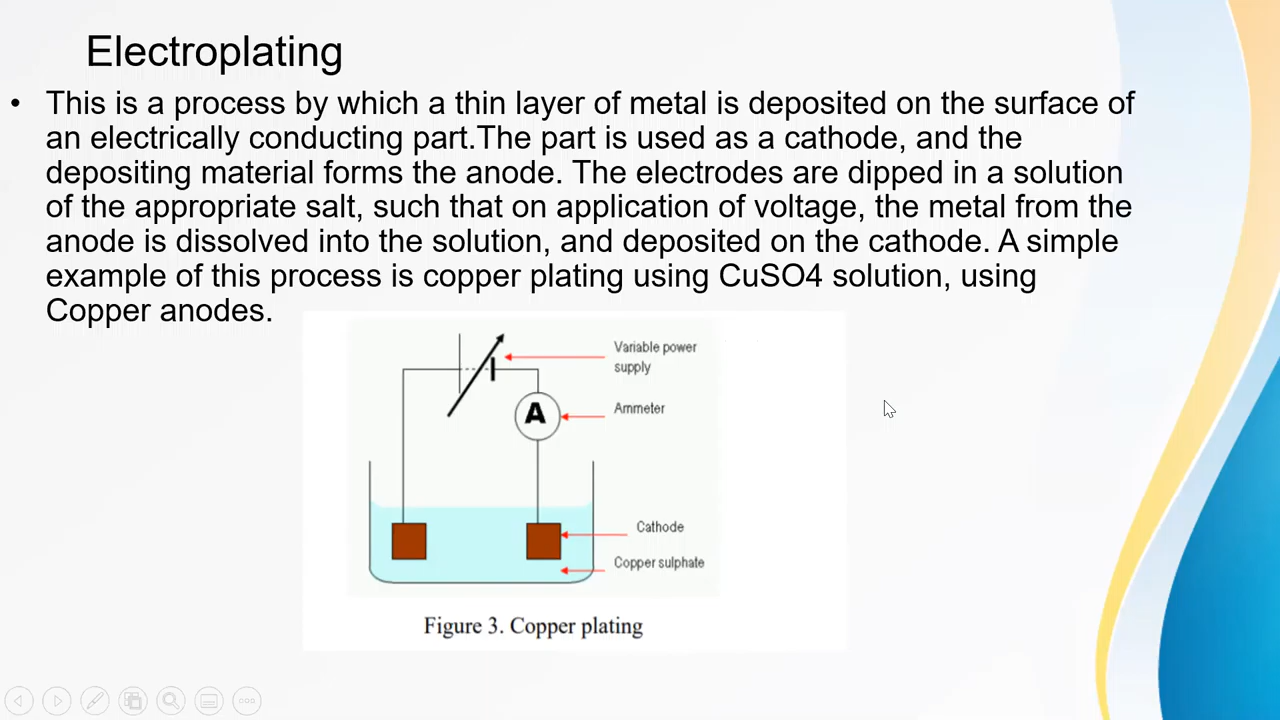 Electroplating
• This is a process by which a thin layer of metal is deposited on the surface of
an electrically conducting part.The part is used as a cathode, and the
depositing material forms the anode. The electrodes are dipped in a solution
of the appropriate salt, such that on application of voltage, the metal from the
anode is dissolved into the solution, and deposited on the cathode. A simple
example of this process is copper plating using CuSO4 solution, using
Copper anodes.
Variable power
supply
A
Ammeter
Cathode
Copper sulphate
Figure 3. Copper plating